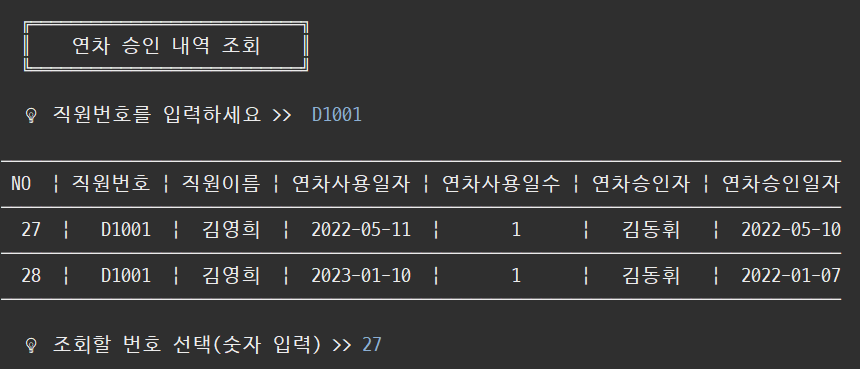 연차 승인 내역 조회
직원번호를 입력하세요 >> D1001
NO ¦ 직원번호 ¦ 직원이름 ¦ 연차사용일자 ¦ 연차사용일수 ¦ 연차승인자 ¦ 연차승인일자
27 ¦ D1001 ¦ 김영희 ¦ 2022-05-11 ¦ 1 ¦ 김동휘 ¦ 2022-05-10
28 ¦ D1001 ¦ 김영희 ¦ 2023-01-10 ¦ 1 ¦ 김동휘 ¦ 2022-01-07
조회할 번호 선택(숫자 입력) >> 27